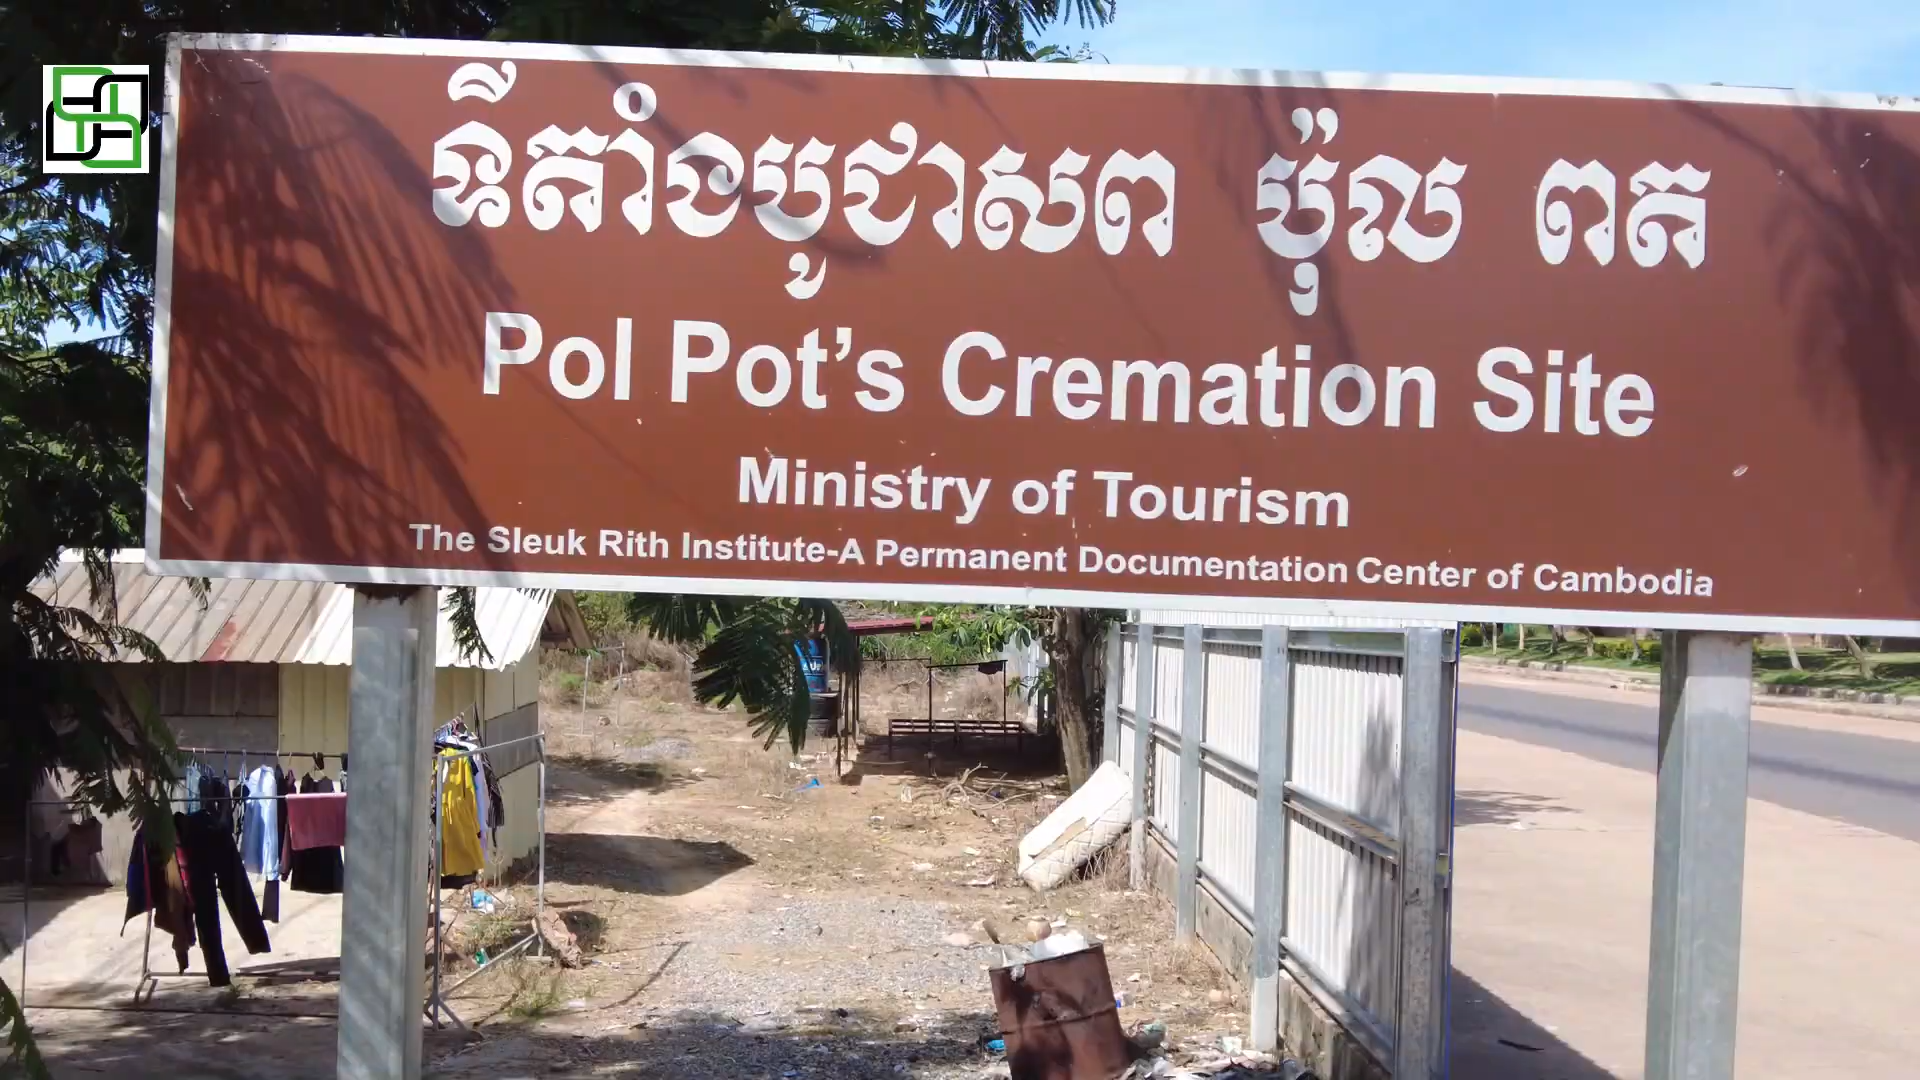 ទីតាំងបូជាសព ប៉ុល ពត
Pol Pot's Cremation Site
Ministry of Tourism
The Sleuk Rith Institute-A Permanent Documentation Center of Cambodia